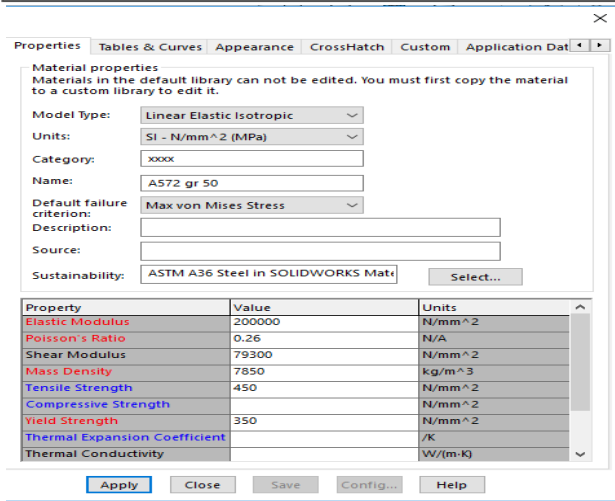 Properties Tables & Curves Appearance CrossHatch Custom Application Dat
Material properties
Materials in the default library can not be edited. You must first copy the material
to a custom library to edit it.
Model Type: Linear Elastic Isotropic
Units: SI - N/mm^2 (MPa)
Category: xxxx
Name: A572 gr 50
Default failure
criterion: Max von Mises Stress
Description:
Source:
Sustainability: ASTM A36 Steel in SOLIDWORKS Mate Select...
Property Value Units
Elastic Modulus 200000 N/mm^2
Poisson's Ratio 0.26 N/A
Shear Modulus 79300 N/mm^2
Mass Density 7850 kg/m^3
Tensile Strength 450 N/mm^2
Compressive Strength N/mm^2
Yield Strength 350 N/mm^2
Thermal Expansion Coefficient /K
Thermal Conductivity W/(m·K)
Apply Close Save Config... Help